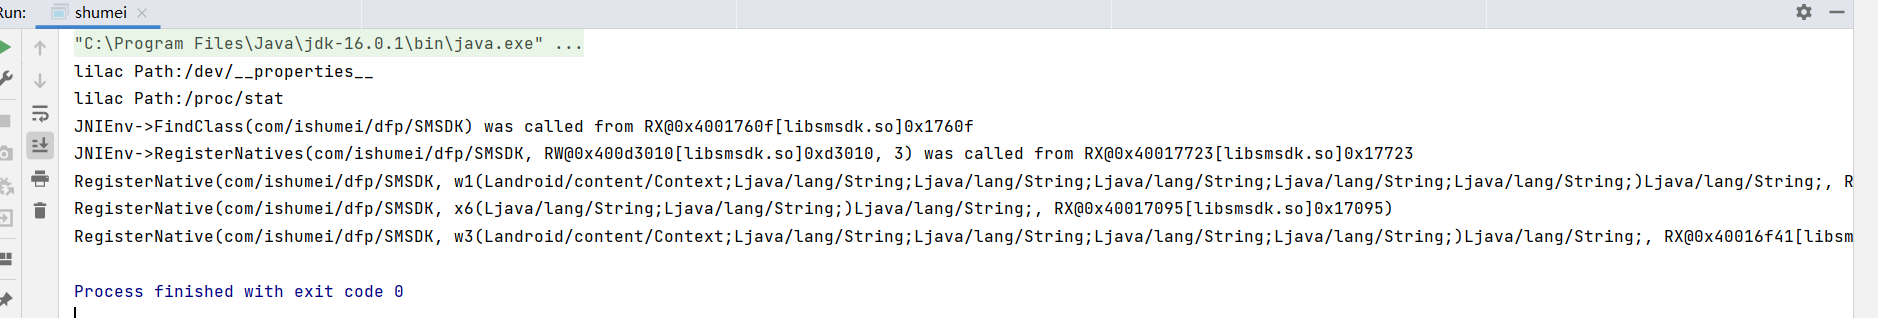 Run: shumei
"C:\Program Files\Java\jdk-16.0.1\bin\java.exe" ...
lilac Path:/dev/__properties__
lilac Path:/proc/stat
JNIEnv->FindClass(com/ishumei/dfp/SMSDK) was called from RX@0x4001760f[libsmsdk.so]0x1760f
JNIEnv->RegisterNatives(com/ishumei/dfp/SMSDK, RW@0x400d3010[libsmsdk.so]0xd3010, 3) was called from RX@0x40017723[libsmsdk.so]0x17723
RegisterNative(com/ishumei/dfp/SMSDK, w1(Landroid/content/Context;Ljava/lang/String;Ljava/lang/String;Ljava/lang/String;Ljava/lang/String;Ljava/lang/String;)Ljava/lang/String;, R
RegisterNative(com/ishumei/dfp/SMSDK, x6(Ljava/lang/String;Ljava/lang/String;)Ljava/lang/String;, RX@0x40017095[libsmsdk.so]0x17095)
RegisterNative(com/ishumei/dfp/SMSDK, w3(Landroid/content/Context;Ljava/lang/String;Ljava/lang/String;Ljava/lang/String;Ljava/lang/String;)Ljava/lang/String;, RX@0x40016f41[libsm
Process finished with exit code 0